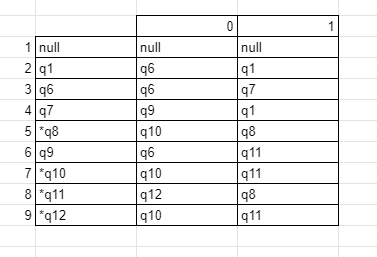 0 1
1 null null null
2 q1 q6 q1
3 q6 q6 q7
4 q7 q9 q1
5 *q8 q10 q8
6 q9 q6 q11
7 *q10 q10 q11
8 *q11 q12 q8
9 *q12 q10 q11